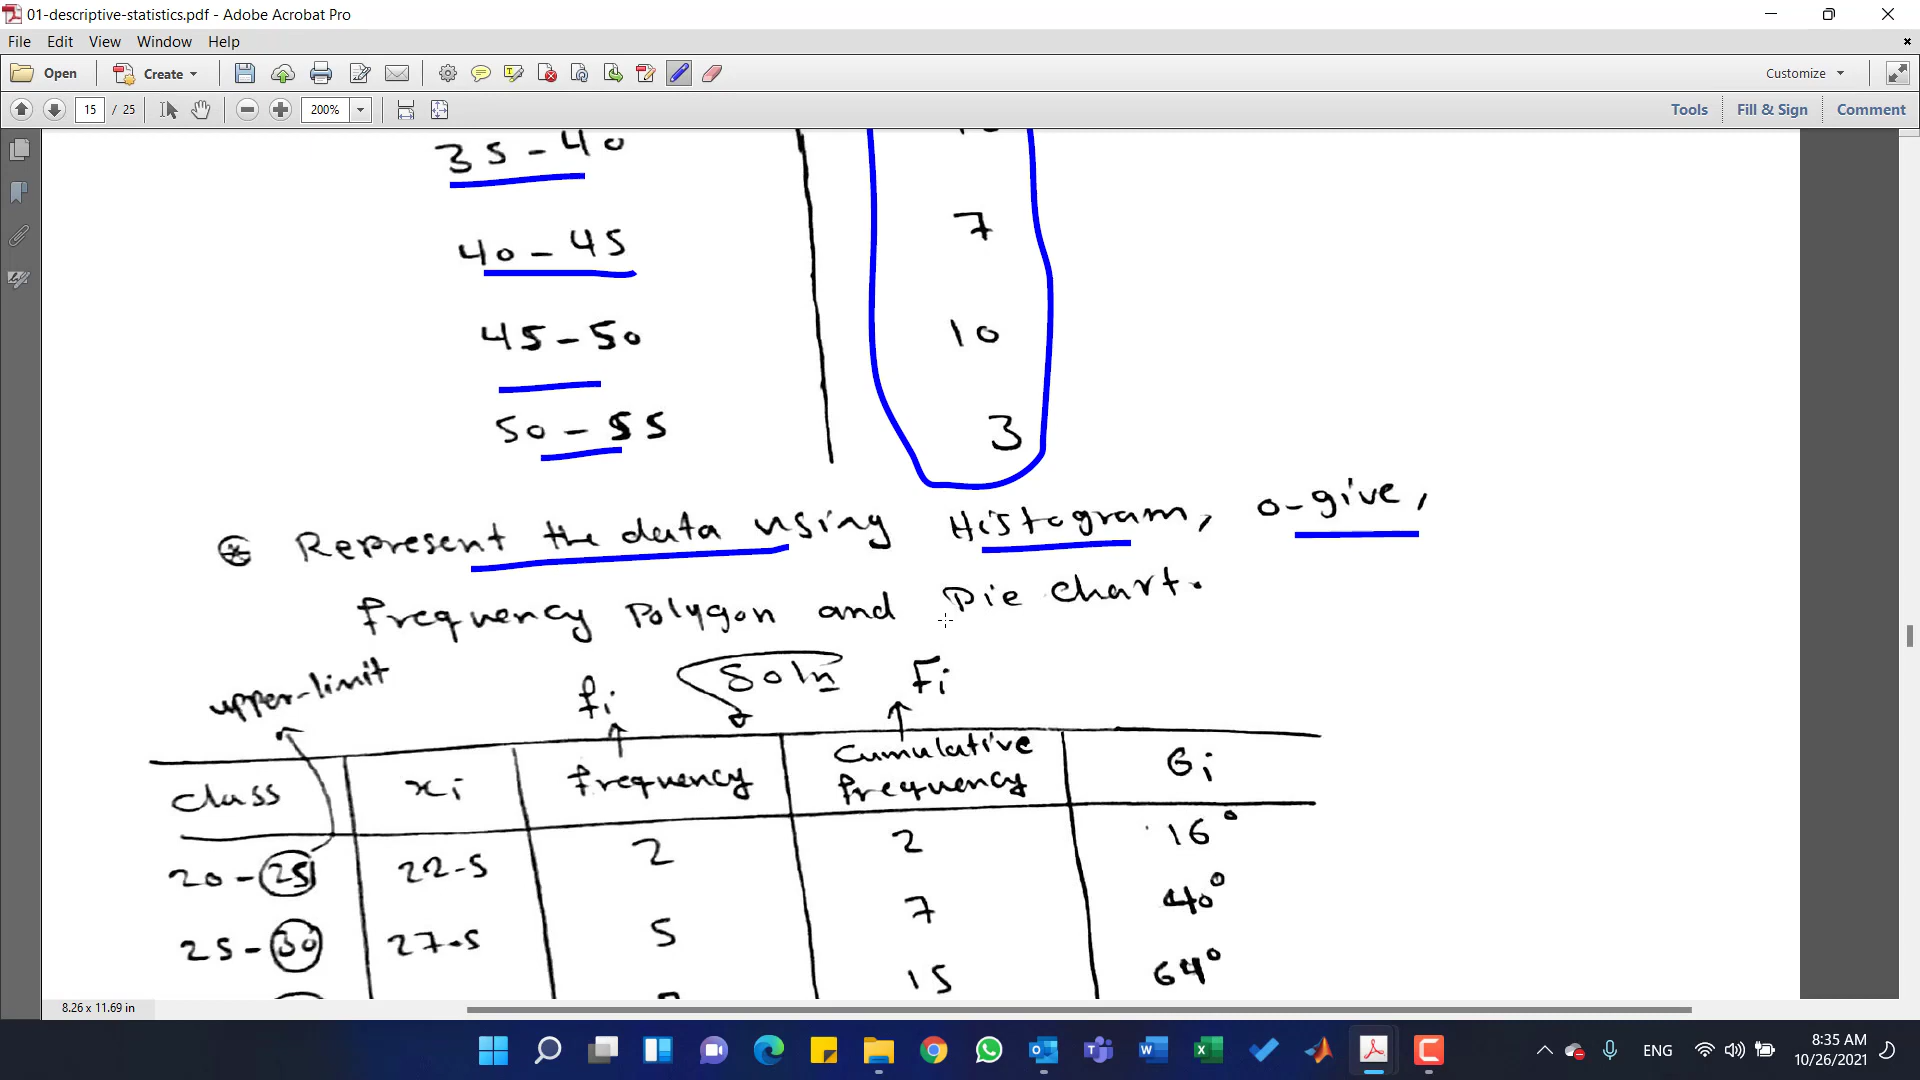 01-descriptive-statistics.pdf - Adobe Acrobat Pro
File Edit View Window Help
Open Create Customize
15 / 25 200% Tools Fill & Sign Comment
35-40
40-45 7
45-50 10
50-55 3
Represent the data using Histogram, o-give,
frequency Polygon and Pie chart.
upper-limit fi Soln Fi
class xi frequency Cumulative frequency Gi
20-25 22.5 2 2 16°
25-30 27.5 5 7 40°
15 64°
8.26 x 11.69 in
ENG 8:35 AM
10/26/2021